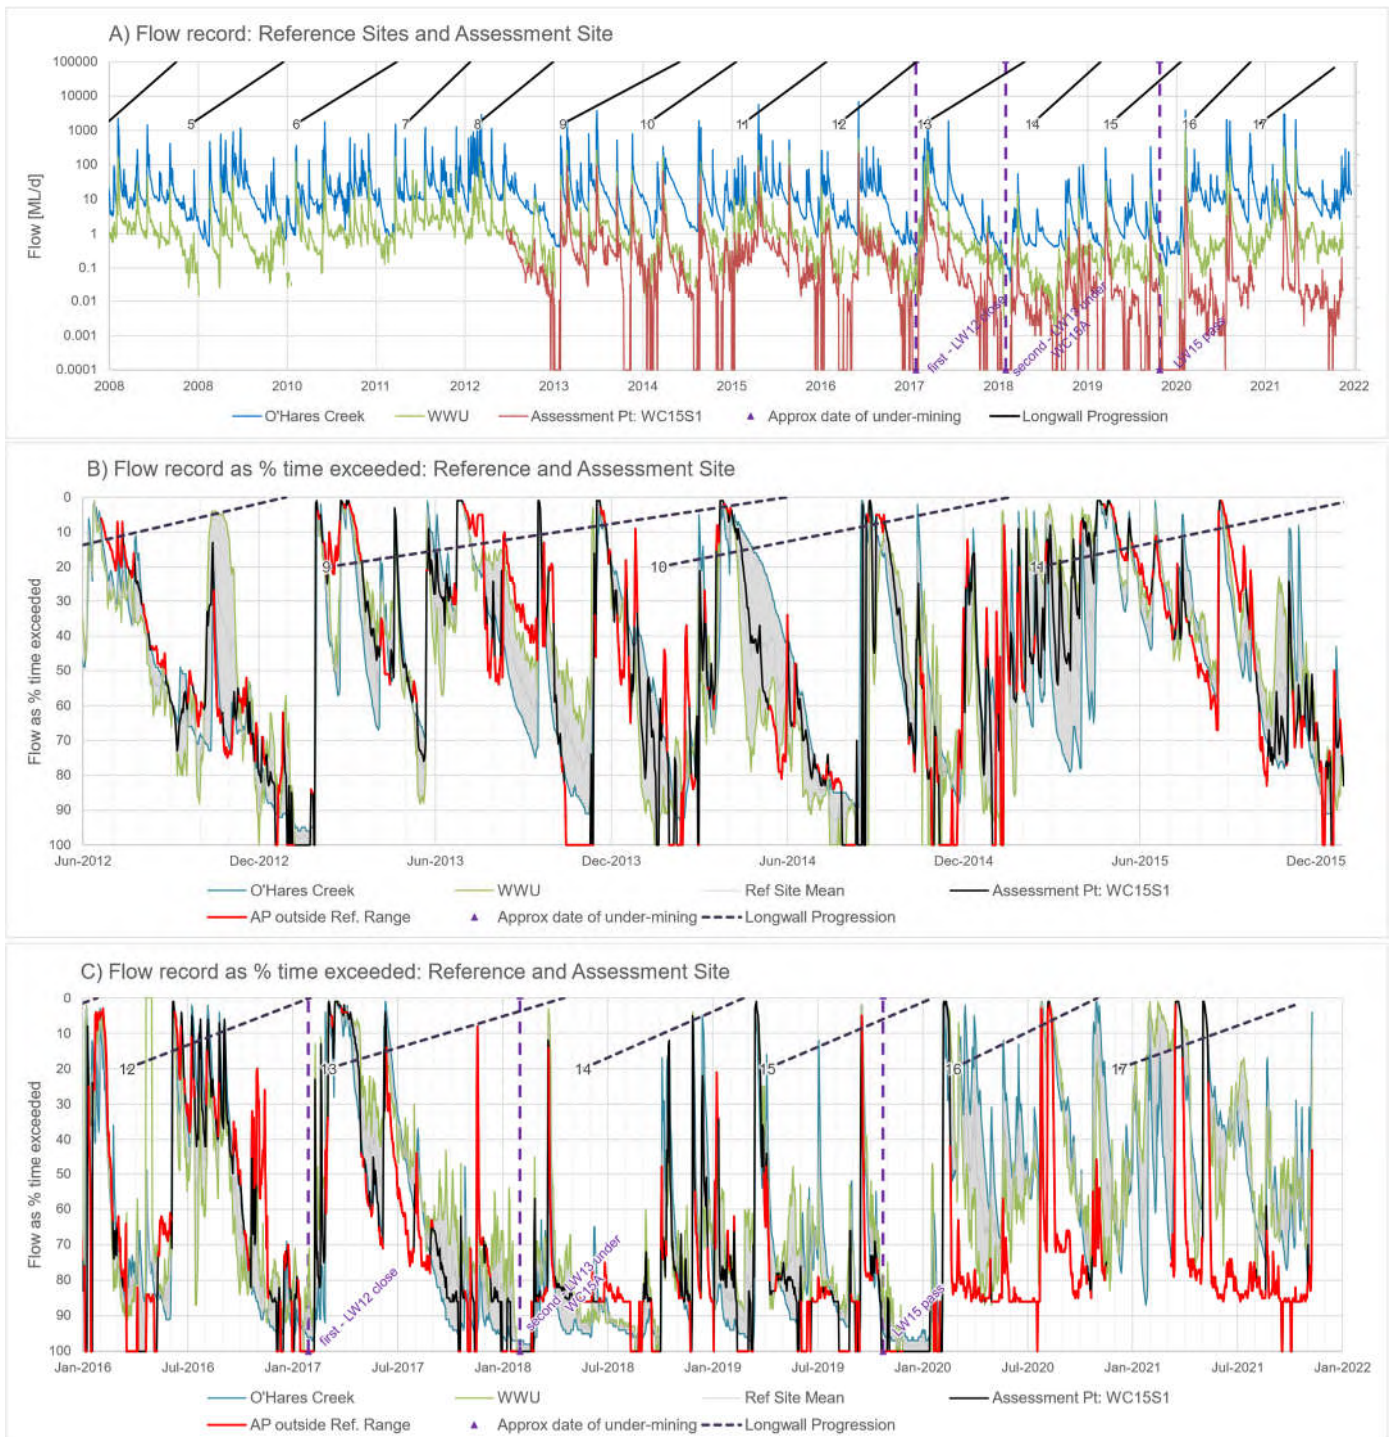 A) Flow record: Reference Sites and Assessment Site
100000
10000
1000
100
10
1
0.1
0.01
0.001
0.0001
Flow [ML/d]
5
6
7
8
9
10
11
12
13
14
15
16
17
first - LW12 close
second - LW13 under
WC15A
LW15 pass
2008
2008
2010
2011
2012
2013
2014
2015
2016
2017
2018
2019
2020
2021
2022
O'Hares Creek
WWU
Assessment Pt: WC15S1
Approx date of under-mining
Longwall Progression
B) Flow record as % time exceeded: Reference and Assessment Site
0
10
20
30
40
50
60
70
80
90
100
Flow as % time exceeded
9
10
11
Jun-2012
Dec-2012
Jun-2013
Dec-2013
Jun-2014
Dec-2014
Jun-2015
Dec-2015
O'Hares Creek
WWU
Ref Site Mean
Assessment Pt: WC15S1
AP outside Ref. Range
Approx date of under-mining
Longwall Progression
C) Flow record as % time exceeded: Reference and Assessment Site
0
10
20
30
40
50
60
70
80
90
100
Flow as % time exceeded
12
13
14
15
16
17
first - LW12 close
second - LW13 under
WC15A
LW15 pass
Jan-2016
Jul-2016
Jan-2017
Jul-2017
Jan-2018
Jul-2018
Jan-2019
Jul-2019
Jan-2020
Jul-2020
Jan-2021
Jul-2021
Jan-2022
O'Hares Creek
WWU
Ref Site Mean
Assessment Pt: WC15S1
AP outside Ref. Range
Approx date of under-mining
Longwall Progression